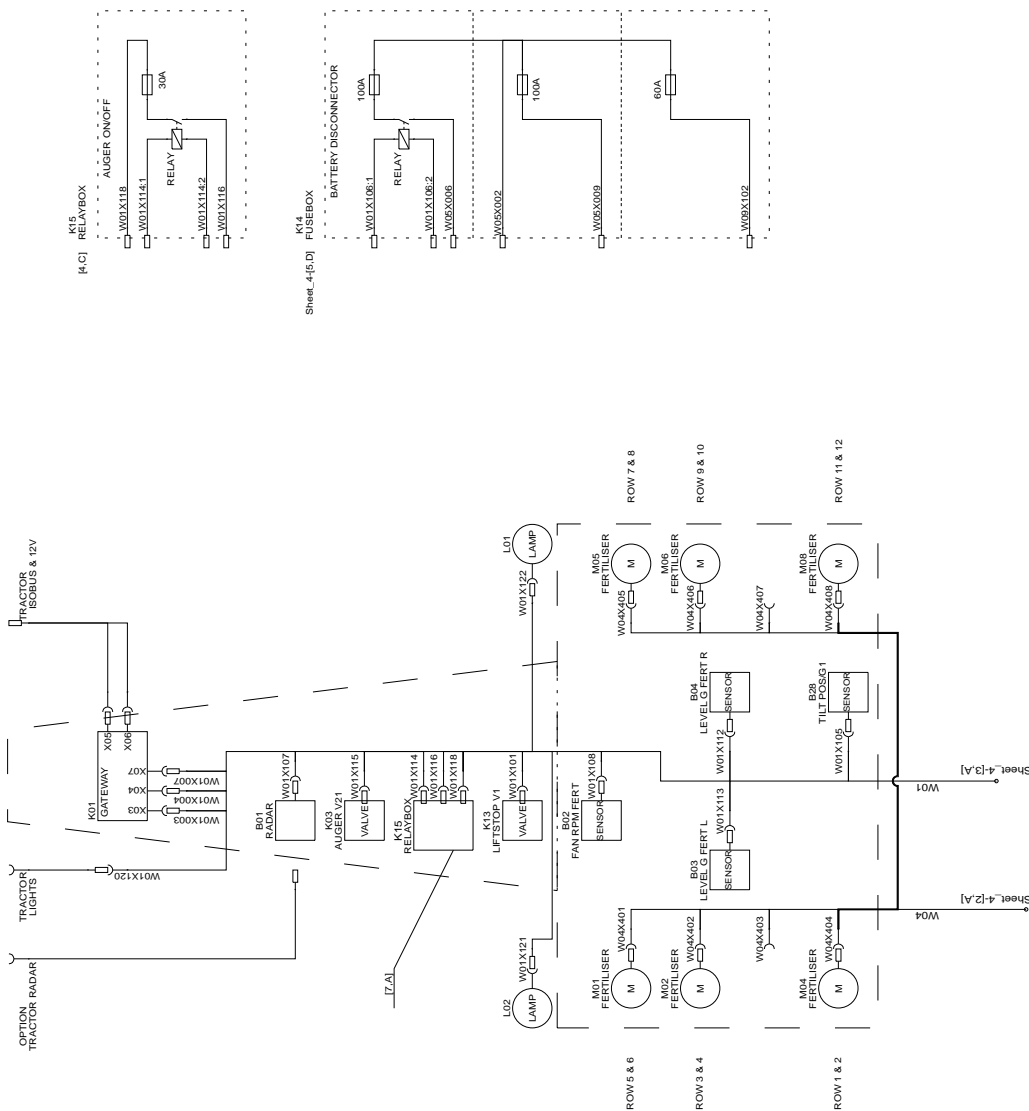 K15
RELAYBOX
[4,C]
AUGER ON/OFF
30A
RELAY
W01X118
W01X114:1
W01X114:2
W01X116
K14
FUSEBOX
Sheet_4-[5,D]
BATTERY DISCONNECTOR
100A
RELAY
100A
60A
W01X106:1
W01X106:2
W05X006
W05X002
W05X009
W09X102
TRACTOR
ISOBUS & 12V
K01
GATEWAY
X05
X06
X07
X04
X03
W01X007
W01X004
W01X003
TRACTOR
LIGHTS
W01X120
OPTION
TRACTOR RADAR
B01
RADAR
W01X107
K03
AUGER V21
VALVE
W01X115
K15
RELAYBOX
W01X114
W01X116
W01X118
[7,A]
K13
LIFTSTOP V1
VALVE
W01X101
L01
LAMP
W01X122
L02
LAMP
W01X121
B02
FAN RPM FERT
SENSOR
W01X108
M05
FERTILISER
M
W04X405
ROW 7 & 8
M06
FERTILISER
M
W04X406
ROW 9 & 10
W04X407
M08
FERTILISER
M
W04X408
ROW 11 & 12
B04
LEVEL G FERT R
SENSOR
W01X112
B28
TILT POS/G1
SENSOR
W01X105
B03
LEVEL G FERT L
SENSOR
W01X113
M01
FERTILISER
M
W04X401
ROW 5 & 6
M02
FERTILISER
M
W04X402
ROW 3 & 4
W04X403
M04
FERTILISER
M
W04X404
ROW 1 & 2
W01
Sheet_4-[3,A]
W04
Sheet_4-[2,A]